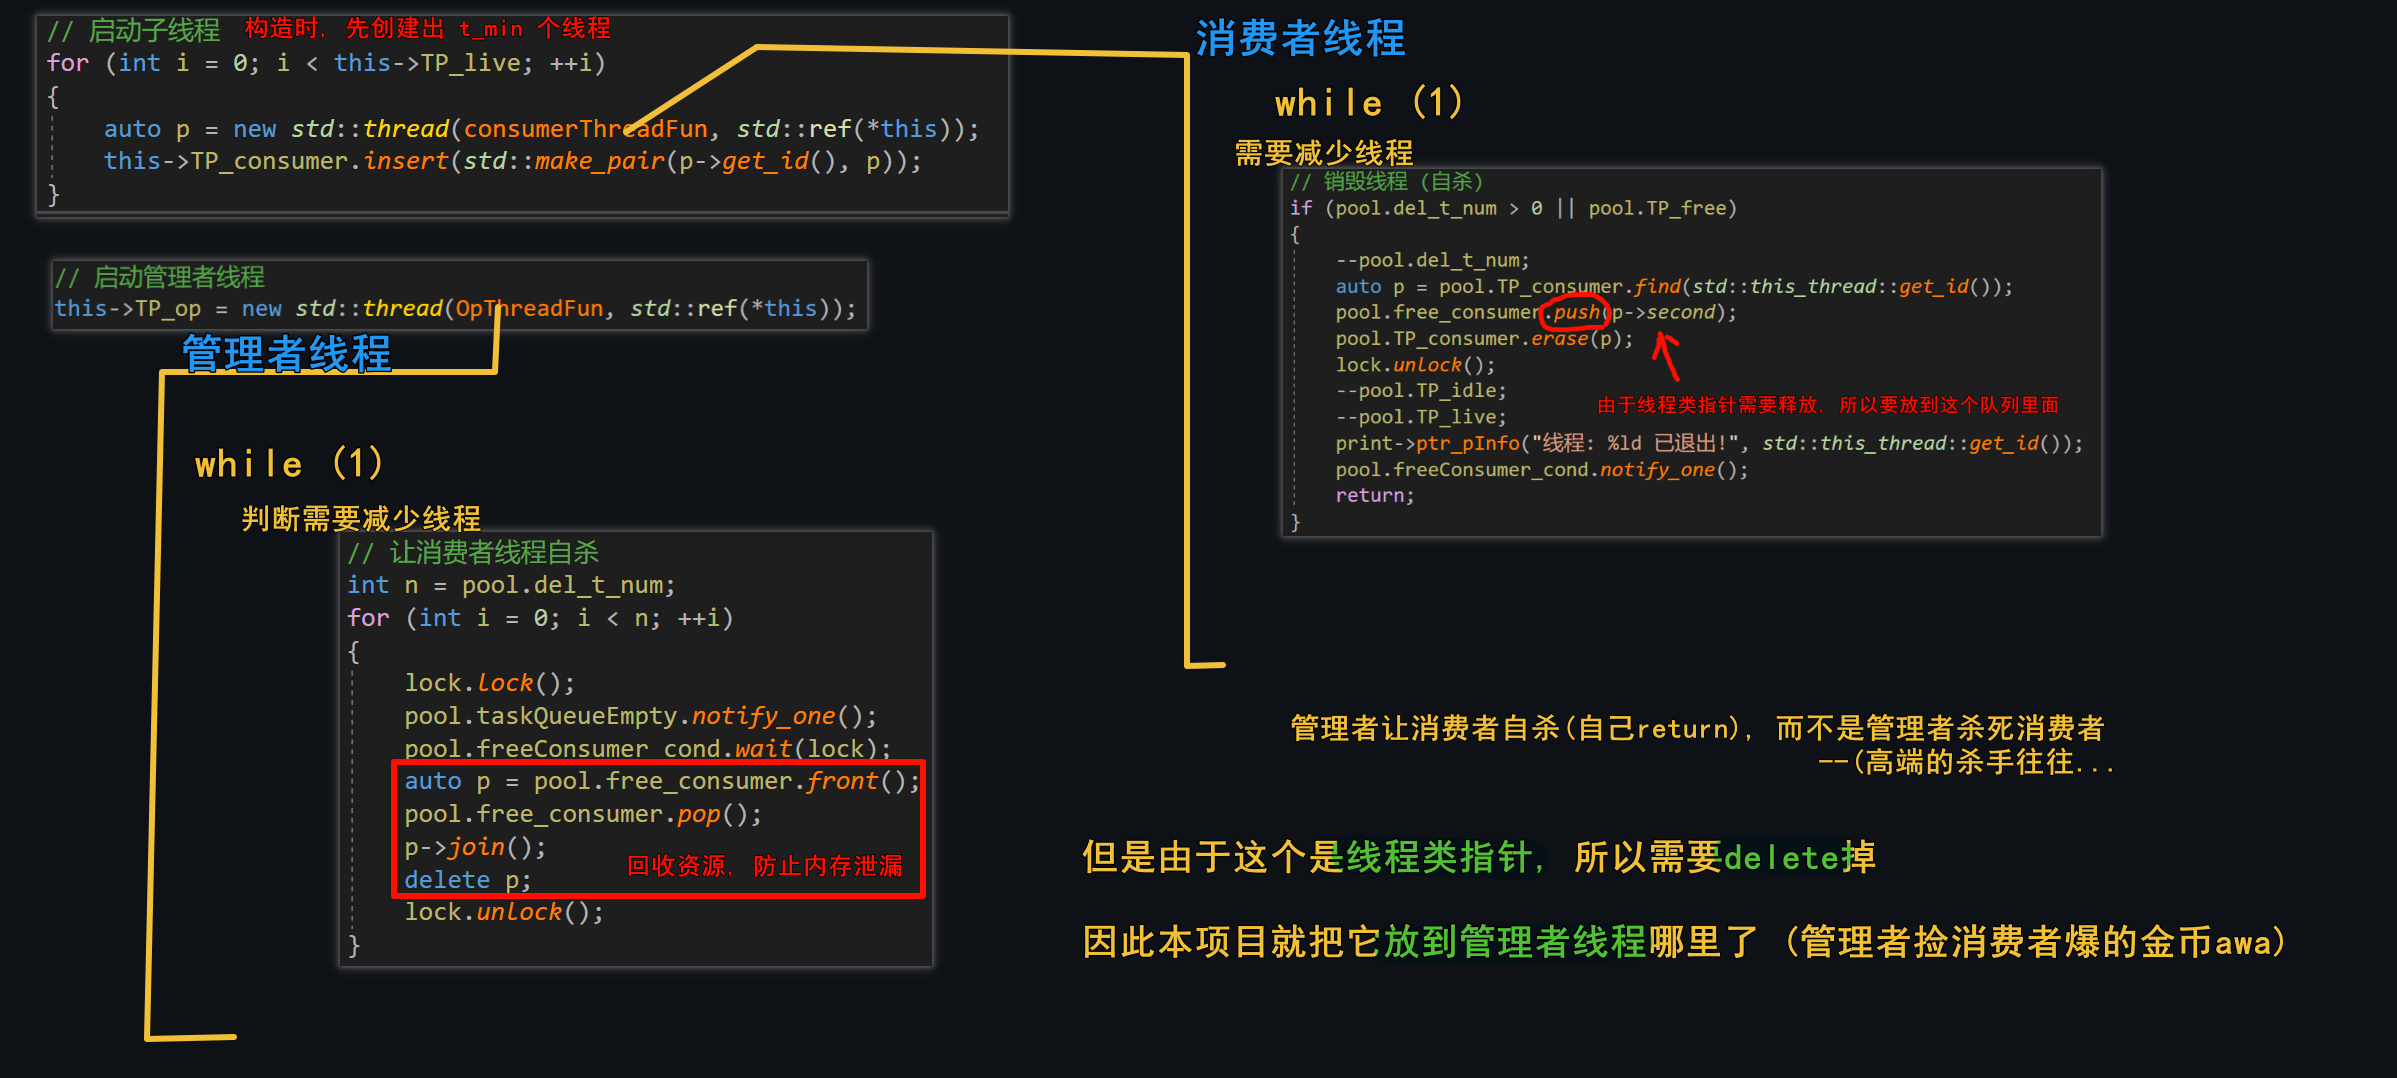 // 启动子线程 构造时, 先创建出 t_min 个线程
for (int i = 0; i < this->TP_live; ++i)
{
auto p = new std::thread(consumerThreadFun, std::ref(*this));
this->TP_consumer.insert(std::make_pair(p->get_id(), p));
}
// 启动管理者线程
this->TP_op = new std::thread(OpThreadFun, std::ref(*this));
管理者线程
while (1)
判断需要减少线程
// 让消费者线程自杀
int n = pool.del_t_num;
for (int i = 0; i < n; ++i)
{
lock.lock();
pool.taskQueueEmpty.notify_one();
pool.freeConsumer_cond.wait(lock);
auto p = pool.free_consumer.front();
pool.free_consumer.pop();
p->join();
delete p;
回收资源, 防止内存泄漏
lock.unlock();
}
消费者线程
while (1)
需要减少线程
// 销毁线程 (自杀)
if (pool.del_t_num > 0 || pool.TP_free)
{
--pool.del_t_num;
auto p = pool.TP_consumer.find(std::this_thread::get_id());
pool.free_consumer.push(p->second);
pool.TP_consumer.erase(p);
lock.unlock();
--pool.TP_idle;
--pool.TP_live;
由于线程类指针需要释放, 所以要放到这个队列里面
print->ptr_pInfo("线程: %ld 已退出!", std::this_thread::get_id());
pool.freeConsumer_cond.notify_one();
return;
}
管理者让消费者自杀(自己return), 而不是管理者杀死消费者
--(高端的杀手往往...
但是由于这个是线程类指针, 所以需要delete掉
因此本项目就把它放到管理者线程哪里了 (管理者捡消费者爆的金币awa)